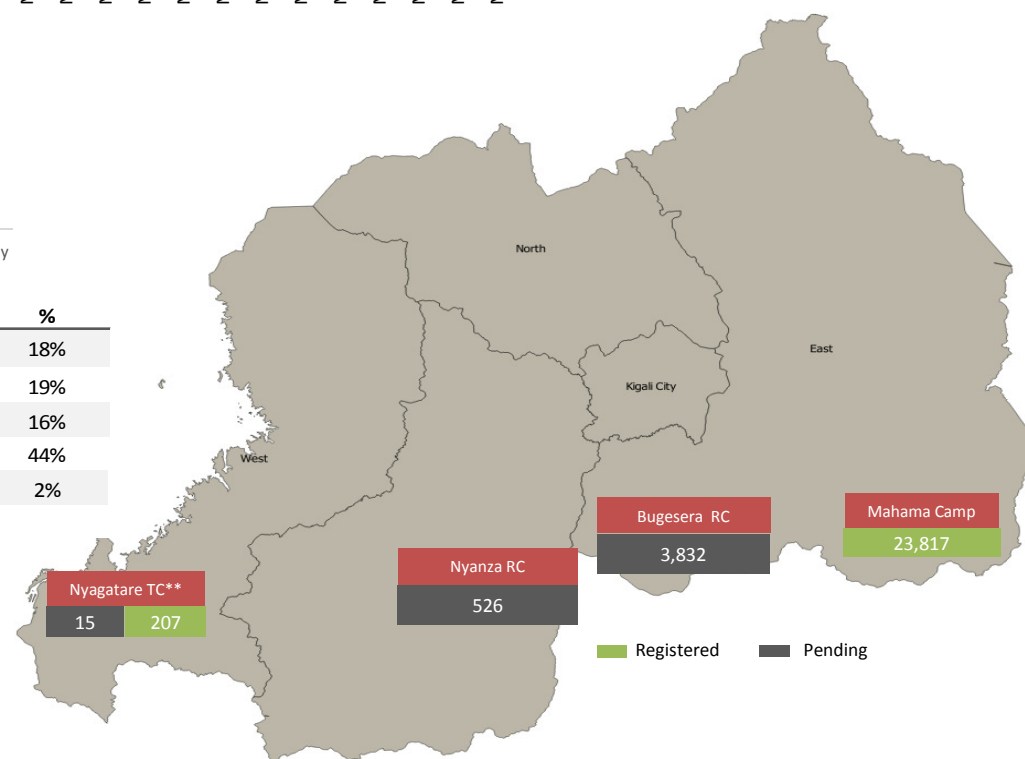 y
%
18%
19%
16%
44%
2%
North
East
Kigali City
West
Mahama Camp
23,817
Bugesera RC
3,832
Nyanza RC
526
Nyagatare TC**
15 207
Registered Pending